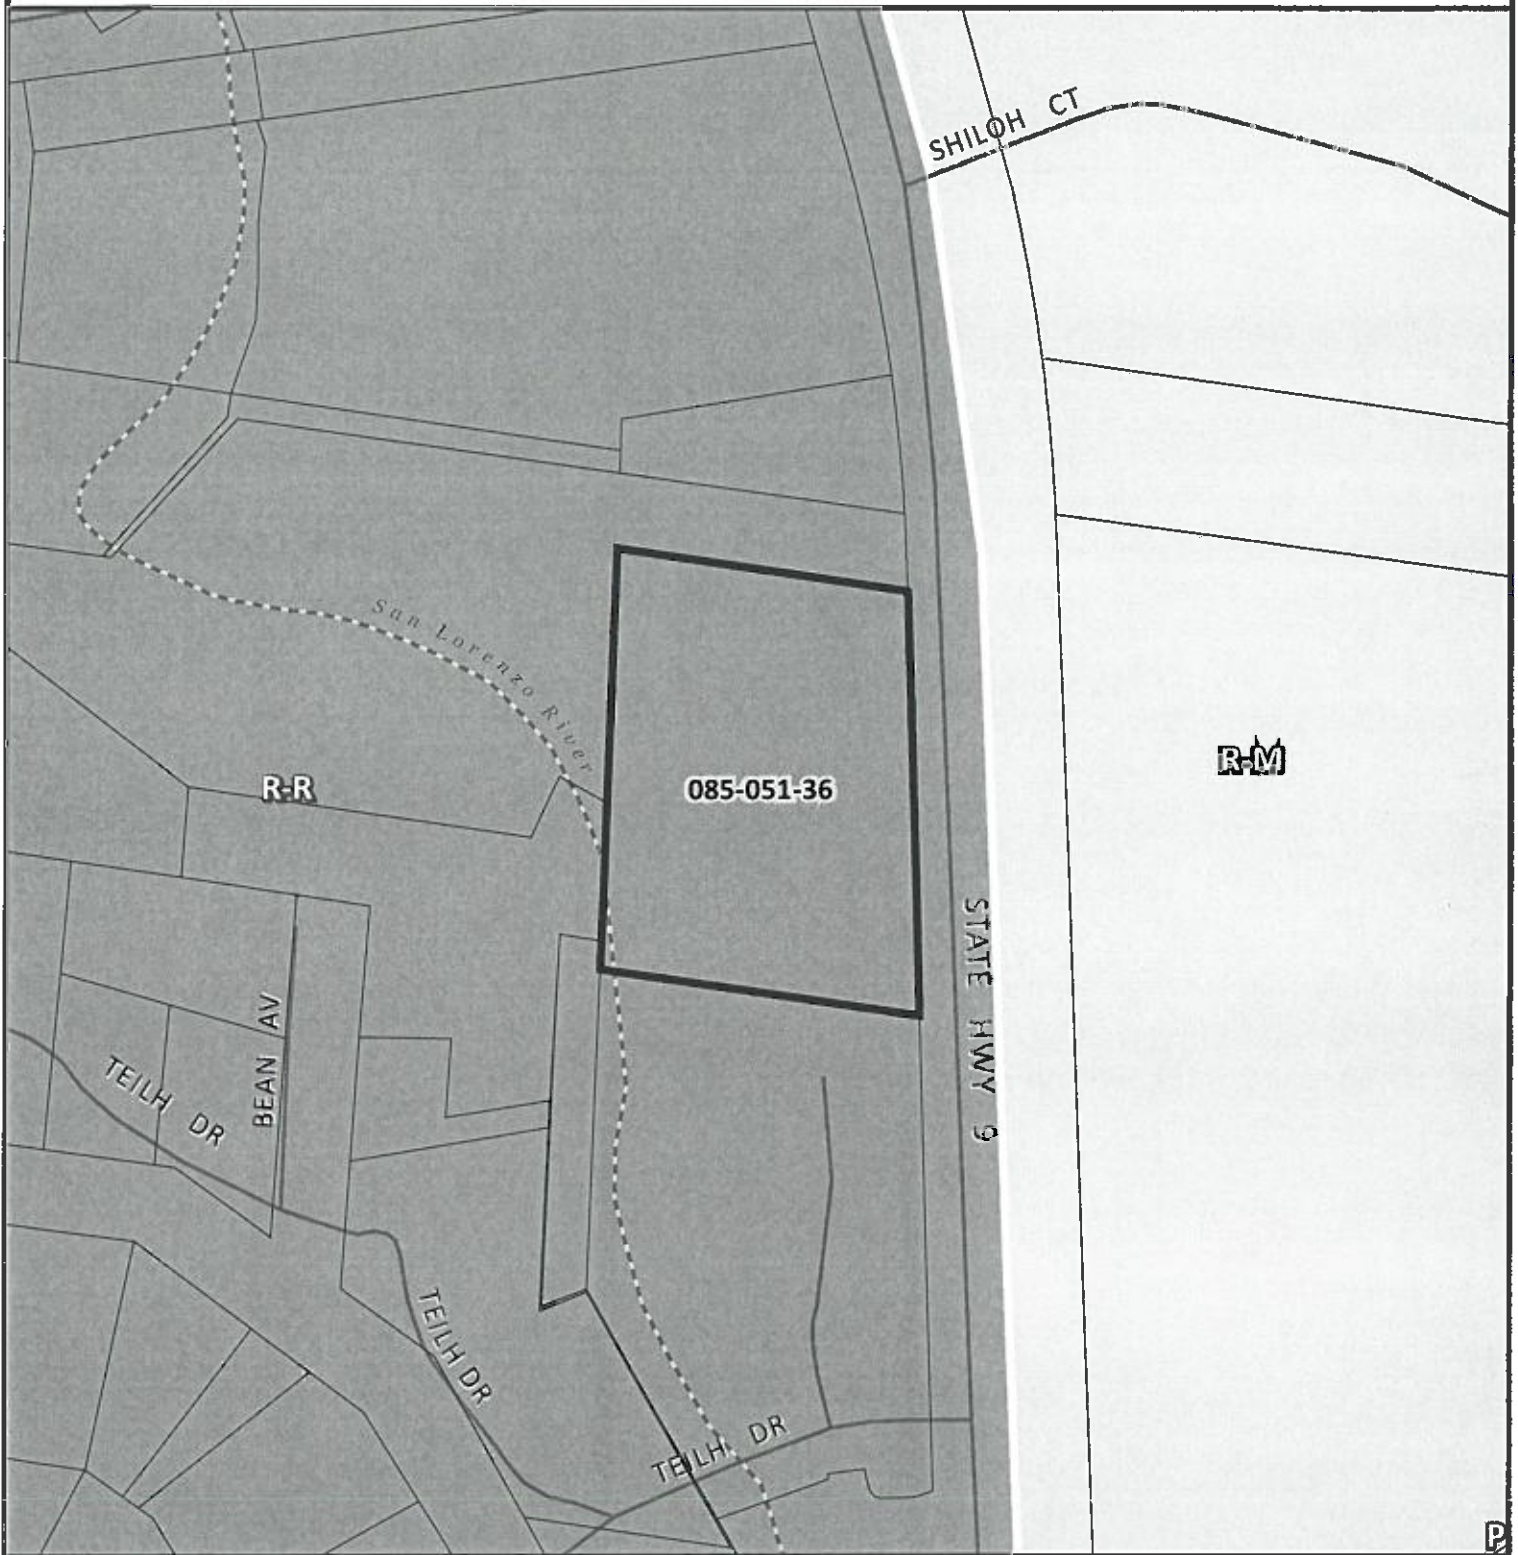 SHILOH CT
San Lorenzo River
R-R
085-051-36
R-M
STATE HWY 9
BEAN AV
TEILH DR
TEILH DR
TEILH DR
P